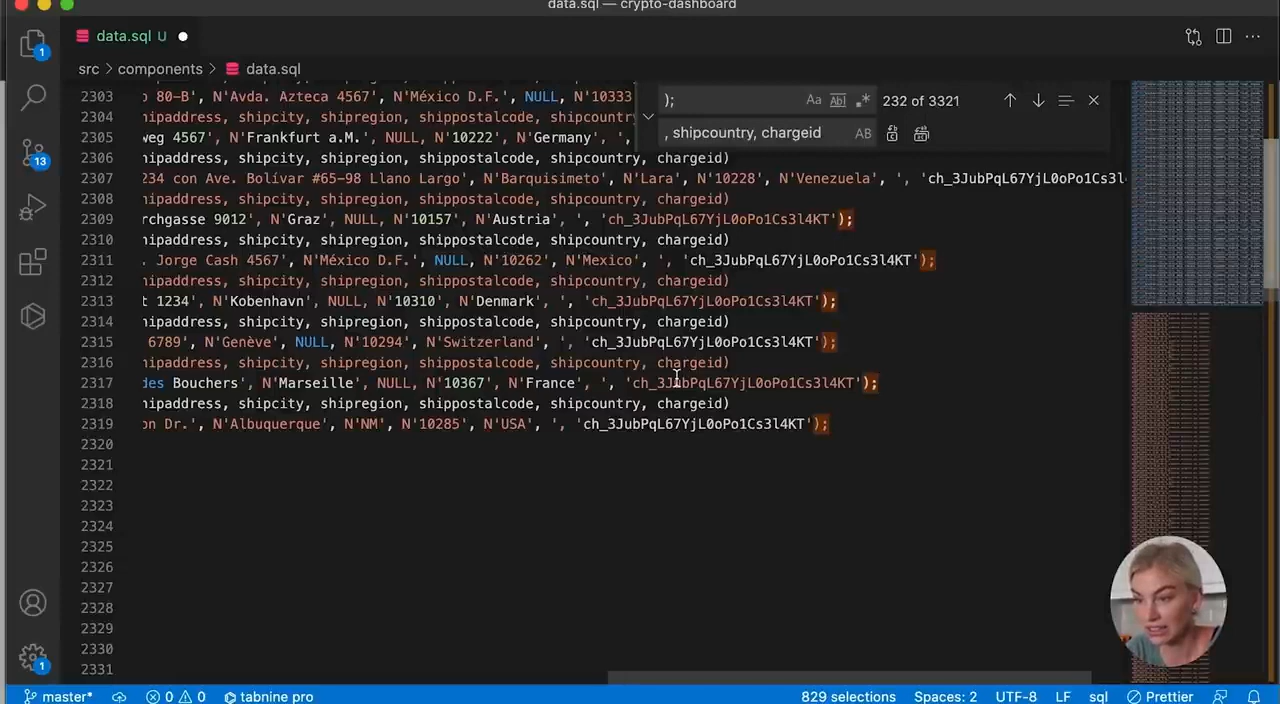 data.sql — crypto-dashboard
data.sql U
src > components > data.sql
2303 o 80-B', N'Avda. Azteca 4567', N'México D.F.', NULL, N'10333
2304 hipaddress, shipcity, shipregion, shippostalcode, shipcountry
2305 weg 4567', N'Frankfurt a.M.', NULL, N'10
2306 hipaddress, shipcity, shipregion, shippostalcode, shipcountry, chargeid)
2307 234 con Ave. Bolívar #65-98 Llano Largo', N'Barquisimeto', N'Lara', N'10228', N'Venezuela', ', 'ch_3JubPqL67YjL0oPo1Cs3l
2308 hipaddress, shipcity, shipregion, shippostalcode, shipcountry, chargeid)
2309 rchgasse 9012', N'Graz', NULL, N'10157', N'Austria', ', 'ch_3JubPqL67YjL0oPo1Cs3l4KT');
2310 hipaddress, shipcity, shipregion, shippostalcode, shipcountry, chargeid)
2311 . Jorge Cash 4567', N'México D.F.', NULL, N'10282', N'Mexico', ', 'ch_3JubPqL67YjL0oPo1Cs3l4KT');
2312 hipaddress, shipcity, shipregion, shippostalcode, shipcountry, chargeid)
2313 t 1234', N'Kobenhavn', NULL, N'10310', N'Denmark', ', 'ch_3JubPqL67YjL0oPo1Cs3l4KT');
2314 hipaddress, shipcity, shipregion, shippostalcode, shipcountry, chargeid)
2315 6789', N'Genève', NULL, N'10294', N'Switzerland', ', 'ch_3JubPqL67YjL0oPo1Cs3l4KT');
2316 hipaddress, shipcity, shipregion, shippostalcode, shipcountry, chargeid)
2317 des Bouchers', N'Marseille', NULL, N'10367', N'France', ', 'ch_3JubPqL67YjL0oPo1Cs3l4KT');
2318 hipaddress, shipcity, shipregion, shippostalcode, shipcountry, chargeid)
2319 on Dr.', N'Albuquerque', N'NM', N'10285', N'USA', ', 'ch_3JubPqL67YjL0oPo1Cs3l4KT');
2320
2321
2322
2323
2324
2325
2326
2327
2328
2329
2330
2331
); Aa Ab .* 232 of 3321
, shipcountry, chargeid AB
1
13
1
master* 0 0 tabnine pro 829 selections Spaces: 2 UTF-8 LF sql Prettier